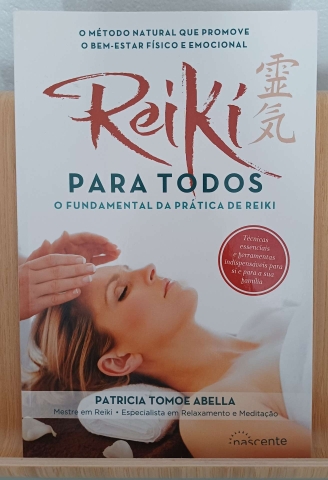 O MÉTODO NATURAL QUE PROMOVE
O BEM-ESTAR FÍSICO E EMOCIONAL
Reiki
靈
気
PARA TODOS
O FUNDAMENTAL DA PRÁTICA DE REIKI
Técnicas
essenciais
e ferramentas
indispensáveis para
si e para a sua
família
PATRICIA TOMOE ABELLA
Mestre em Reiki • Especialista em Relaxamento e Meditação
nascente